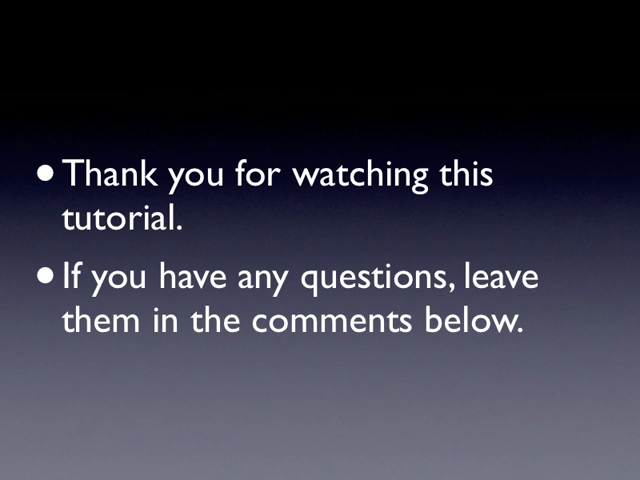 • Thank you for watching this
tutorial.
• If you have any questions, leave
them in the comments below.